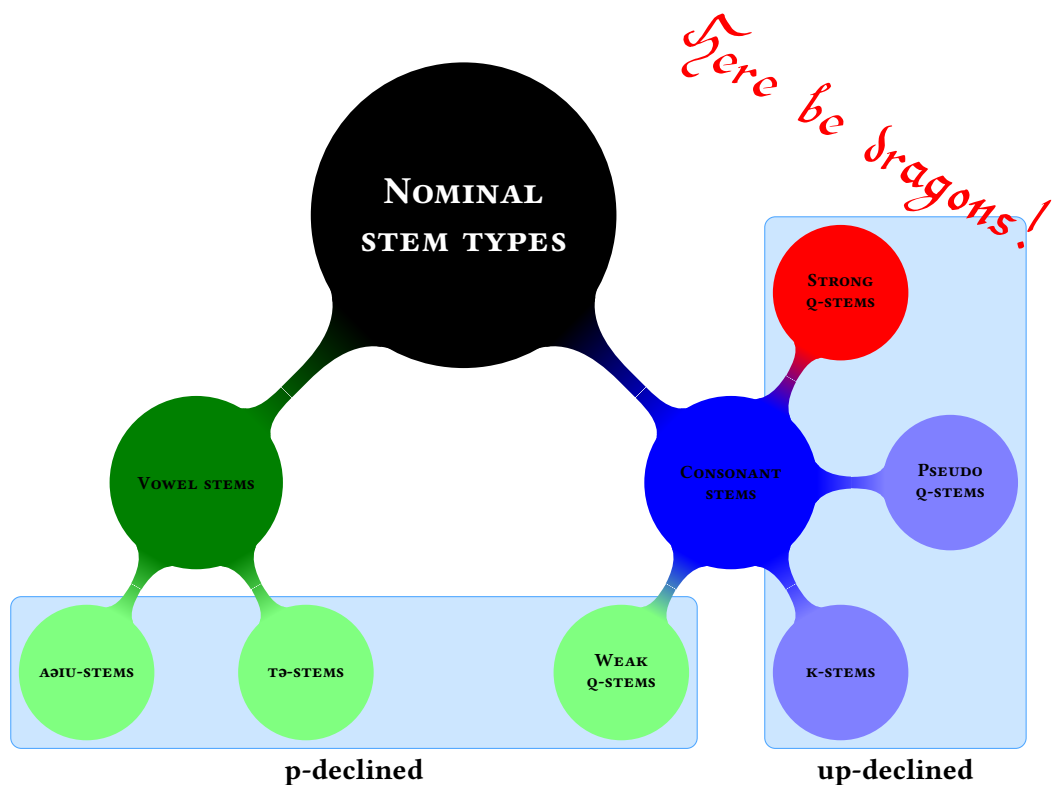 Here be dragons!
Nominal
stem types
Strong
q-stems
Vowel stems
Consonant
stems
Pseudo
q-stems
aəiu-stems
tə-stems
Weak
q-stems
k-stems
p-declined
up-declined